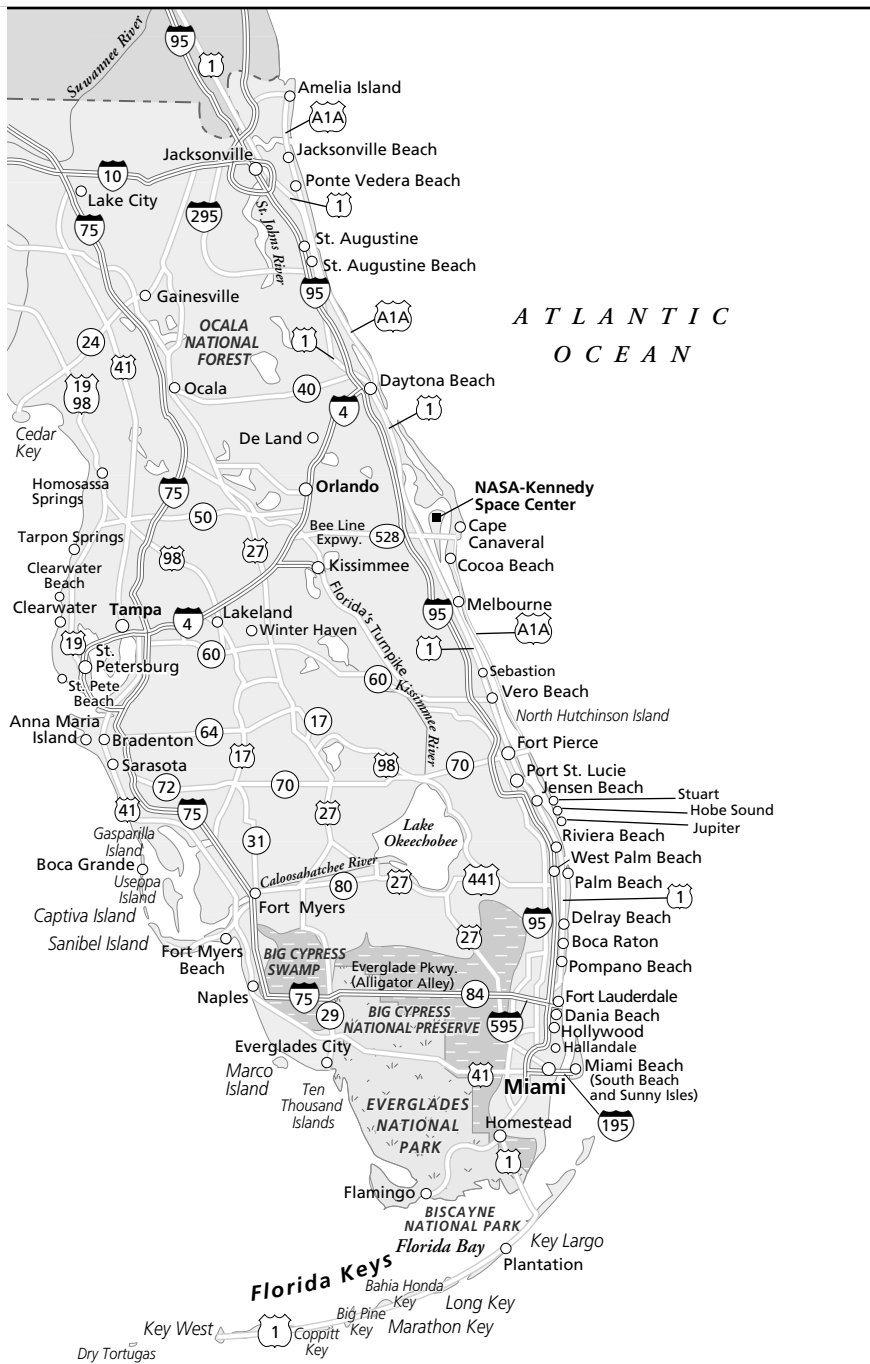 95
Suwannee River
1
Amelia Island
A1A
Jacksonville
Jacksonville Beach
10
Lake City
Ponte Vedera Beach
295
1
75
St. Johns River
St. Augustine
St. Augustine Beach
Gainesville
95
OCALA
NATIONAL
FOREST
A1A
ATLANTIC
OCEAN
24
41
1
19
98
Ocala
40
Daytona Beach
4
1
Cedar
Key
De Land
Homosassa
Springs
75
Orlando
NASA-Kennedy
Space Center
50
Bee Line
Expwy.
528
Cape
Canaveral
Tarpon Springs
98
27
Clearwater
Beach
Kissimmee
Cocoa Beach
Clearwater
Tampa
4
Lakeland
Winter Haven
Florida's Turnpike
95
Melbourne
A1A
19
St.
Petersburg
60
1
St. Pete
Beach
60
Kissimmee River
Sebastion
Vero Beach
North Hutchinson Island
Anna Maria
Island
Bradenton
64
17
Fort Pierce
Sarasota
17
98
70
Port St. Lucie
72
70
Jensen Beach
Stuart
Hobe Sound
Jupiter
41
75
27
Gasparilla
Island
31
Lake
Okeechobee
Riviera Beach
Boca Grande
Useppa
Island
Caloosahatchee River
80
27
441
West Palm Beach
Palm Beach
1
Captiva Island
Fort Myers
95
Delray Beach
Sanibel Island
Fort Myers
Beach
BIG CYPRESS
SWAMP
27
Boca Raton
Everglade Pkwy.
(Alligator Alley)
Pompano Beach
Naples
75
84
Fort Lauderdale
29
BIG CYPRESS
NATIONAL PRESERVE
595
Dania Beach
Hollywood
Hallandale
Everglades City
Marco
Island
Ten
Thousand
Islands
41
Miami
Miami Beach
(South Beach
and Sunny Isles)
195
EVERGLADES
NATIONAL
PARK
Homestead
1
Flamingo
BISCAYNE
NATIONAL PARK
Florida Bay
Key Largo
Plantation
Florida Keys
Bahia Honda
Key
Long Key
Big Pine
Key
Marathon Key
Key West
1
Coppitt
Key
Dry Tortugas